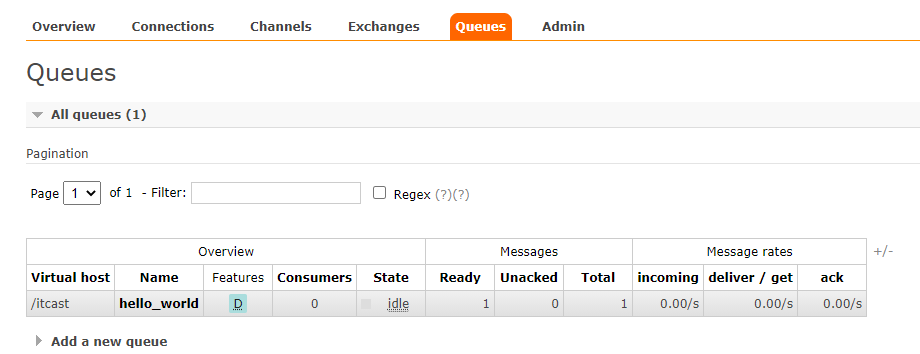 Overview Connections Channels Exchanges Queues Admin
Queues
All queues (1)
Pagination
Page 1 of 1 - Filter: Regex (?)(?)
Overview Messages Message rates +/-
Virtual host Name Features Consumers State Ready Unacked Total incoming deliver / get ack
/itcast hello_world D 0 idle 1 0 1 0.00/s 0.00/s 0.00/s
Add a new queue